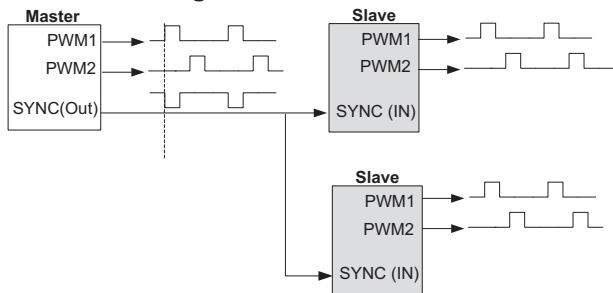 Master
PWM1
PWM2
SYNC(Out)
Slave
PWM1
PWM2
SYNC (IN)
Slave
PWM1
PWM2
SYNC (IN)